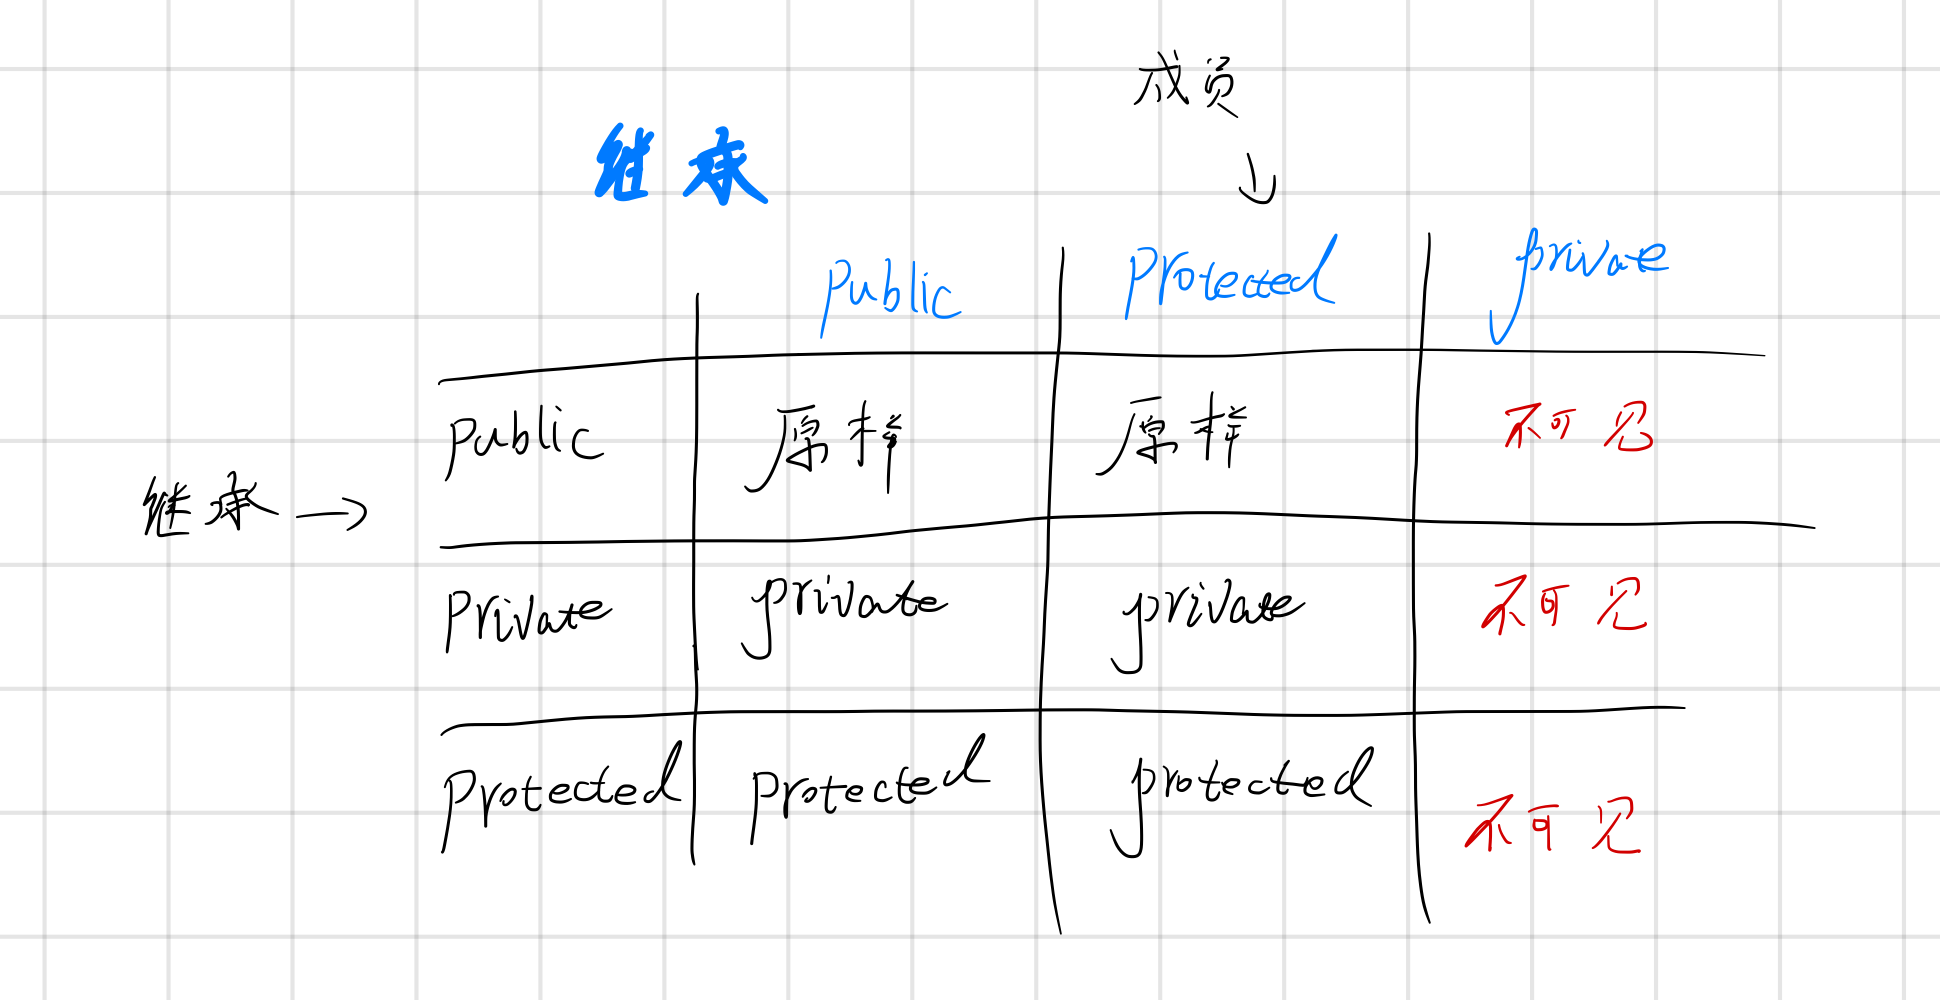 成员
继承
Public Protected private
Public 原样 原样 不可见
继承→
Private private private 不可见
Protected Protected protected 不可见